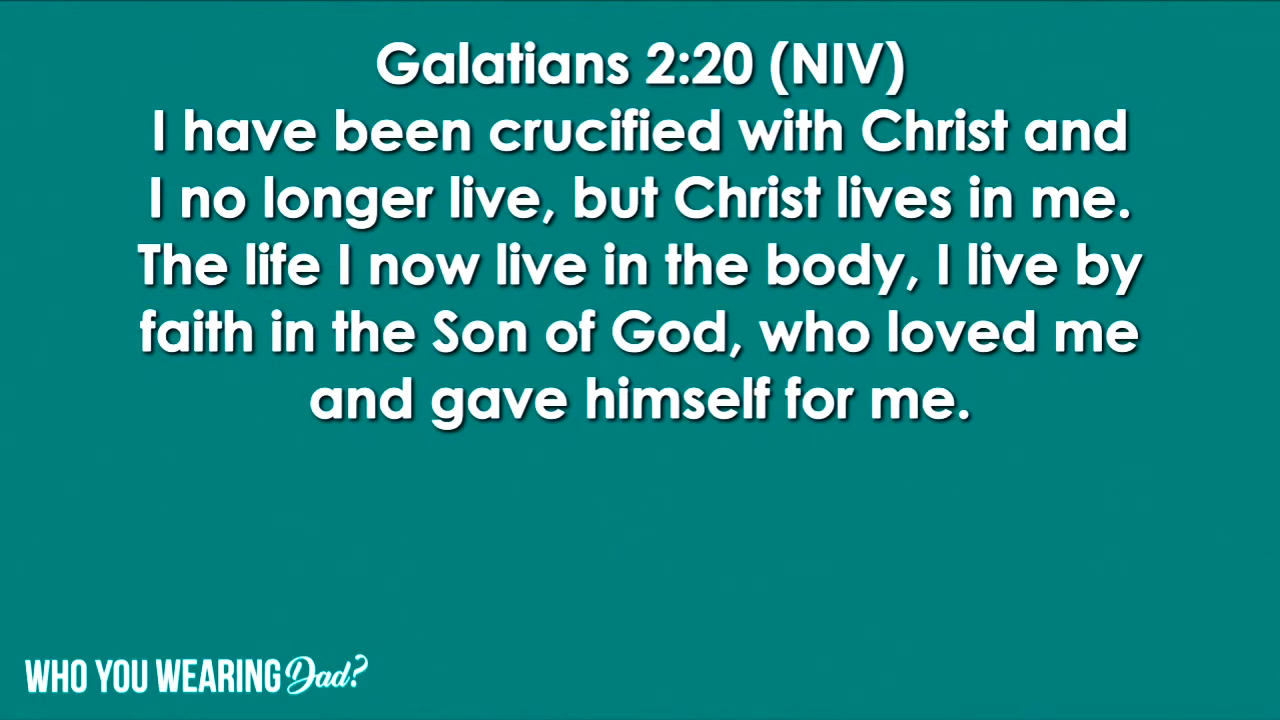 Galatians 2:20 (NIV)
I have been crucified with Christ and
I no longer live, but Christ lives in me.
The life I now live in the body, I live by
faith in the Son of God, who loved me
and gave himself for me.
WHO YOU WEARING Dad?